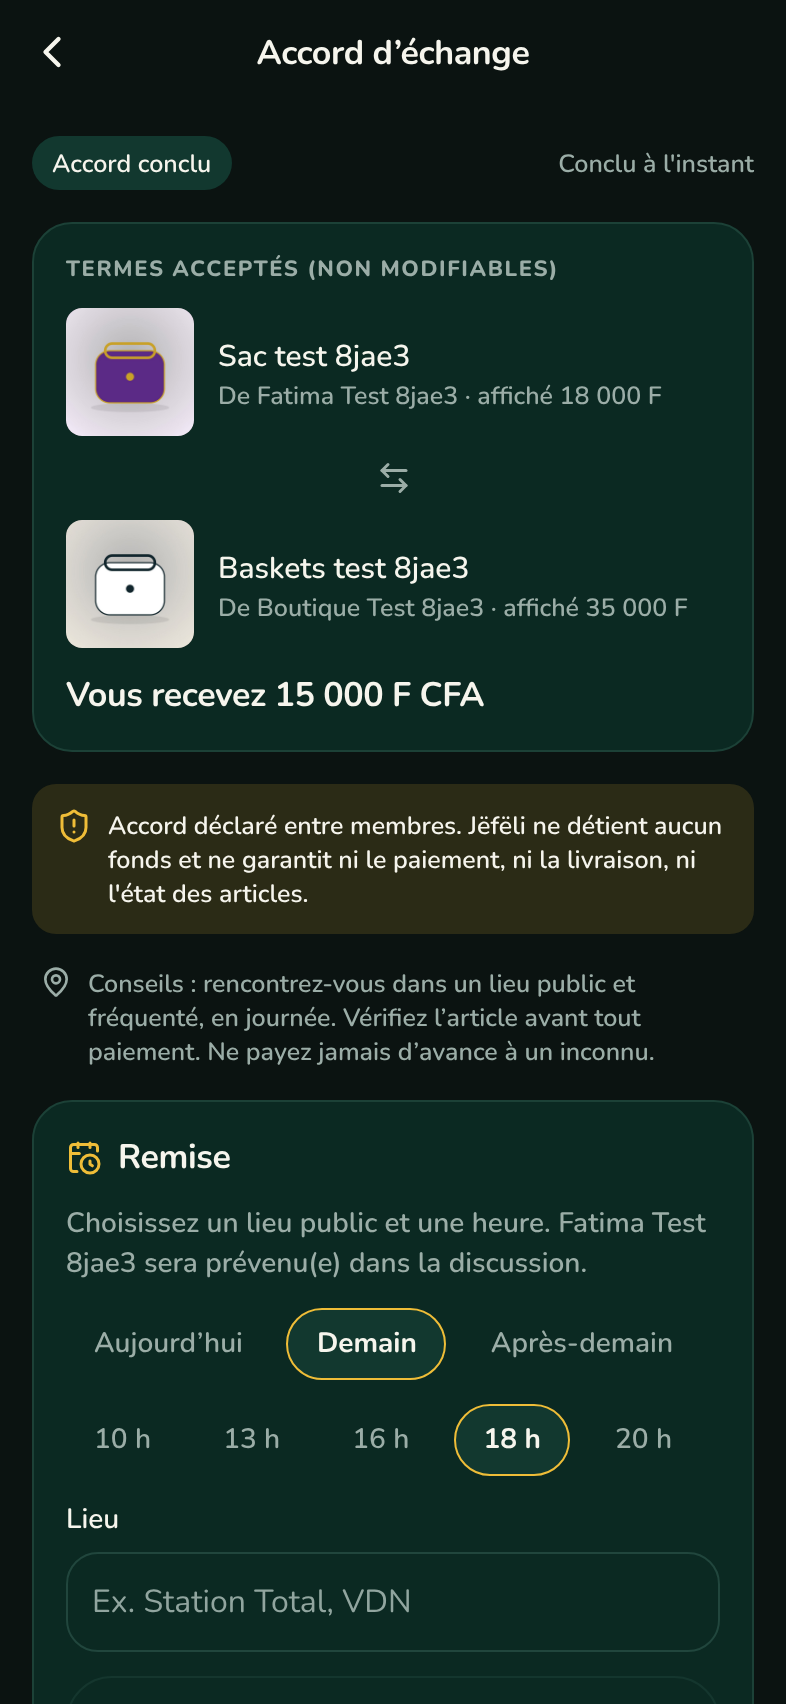 Accord d’échange
Accord conclu
Conclu à l'instant
TERMES ACCEPTÉS (NON MODIFIABLES)
Sac test 8jae3
De Fatima Test 8jae3 · affiché 18 000 F
Baskets test 8jae3
De Boutique Test 8jae3 · affiché 35 000 F
Vous recevez 15 000 F CFA
Accord déclaré entre membres. Jëfëli ne détient aucun
fonds et ne garantit ni le paiement, ni la livraison, ni
l'état des articles.
Conseils : rencontrez-vous dans un lieu public et
fréquenté, en journée. Vérifiez l’article avant tout
paiement. Ne payez jamais d’avance à un inconnu.
Remise
Choisissez un lieu public et une heure. Fatima Test
8jae3 sera prévenu(e) dans la discussion.
Aujourd’hui Demain Après-demain
10 h 13 h 16 h 18 h 20 h
Lieu
Ex. Station Total, VDN